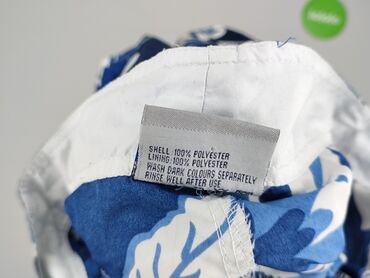 SHELL: 100% POLYESTER
LINING: 100% POLYESTER
WASH DARK COLOURS SEPARATELY
RINSE WELL AFTER USE